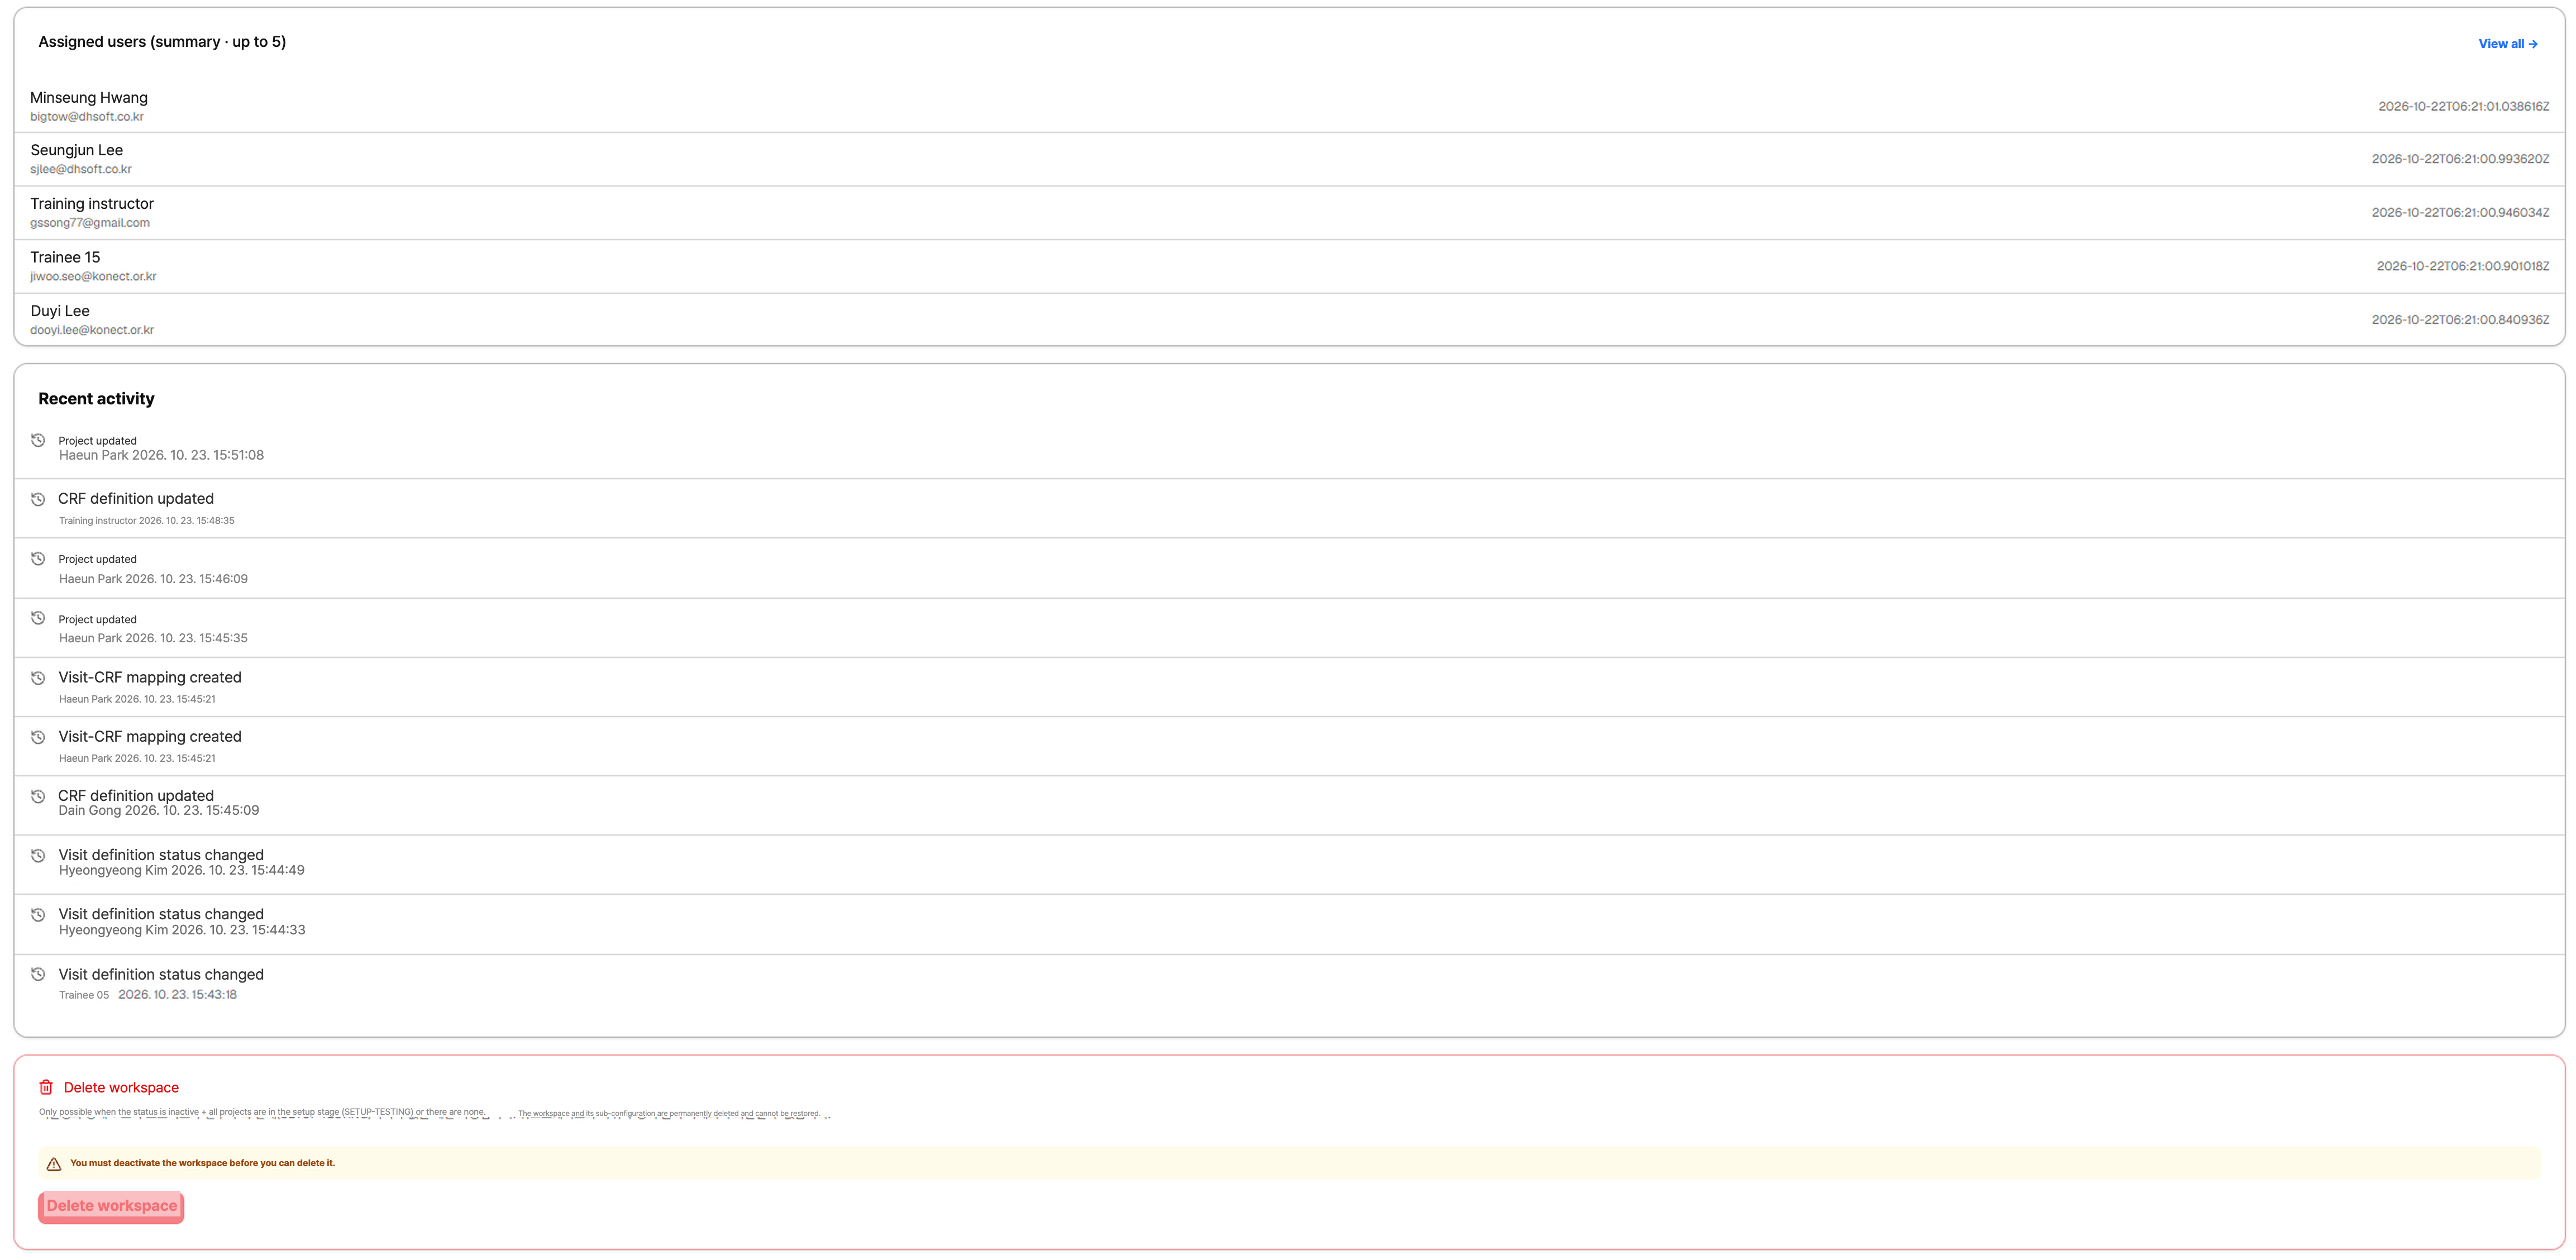 Assigned users (summary · up to 5)
View all →
Minseung Hwang
bigtow@dhsoft.co.kr
2026-10-22T06:21:01.038616Z
Seungjun Lee
sjlee@dhsoft.co.kr
2026-10-22T06:21:00.993620Z
Training instructor
gssong77@gmail.com
2026-10-22T06:21:00.946034Z
Trainee 15
jiwoo.seo@konect.or.kr
2026-10-22T06:21:00.901018Z
Duyi Lee
dooyi.lee@konect.or.kr
2026-10-22T06:21:00.840936Z
Recent activity
Project updated
Haeun Park 2026. 10. 23. 15:51:08
CRF definition updated
Training instructor 2026. 10. 23. 15:48:35
Project updated
Haeun Park 2026. 10. 23. 15:46:09
Project updated
Haeun Park 2026. 10. 23. 15:45:35
Visit-CRF mapping created
Haeun Park 2026. 10. 23. 15:45:21
Visit-CRF mapping created
Haeun Park 2026. 10. 23. 15:45:21
CRF definition updated
Dain Gong 2026. 10. 23. 15:45:09
Visit definition status changed
Hyeongyeong Kim 2026. 10. 23. 15:44:49
Visit definition status changed
Hyeongyeong Kim 2026. 10. 23. 15:44:33
Visit definition status changed
Trainee 05 2026. 10. 23. 15:43:18
Delete workspace
Only possible when the status is inactive + all projects are in the setup stage (SETUP-TESTING) or there are none. The workspace and its sub-configuration are permanently deleted and cannot be restored.
You must deactivate the workspace before you can delete it.
Delete workspace